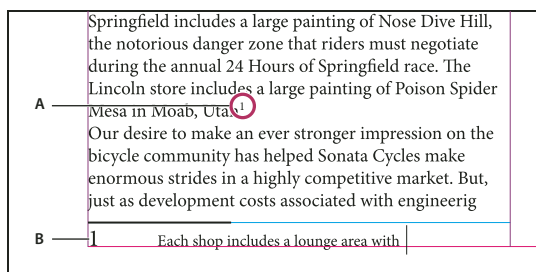 Springfield includes a large painting of Nose Dive Hill,
the notorious danger zone that riders must negotiate
during the annual 24 Hours of Springfield race. The
Lincoln store includes a large painting of Poison Spider
A Mesa in Moab, Utah¹
Our desire to make an ever stronger impression on the
bicycle community has helped Sonata Cycles make
enormous strides in a highly competitive market. But,
just as development costs associated with engineerig
B 1 Each shop includes a lounge area with